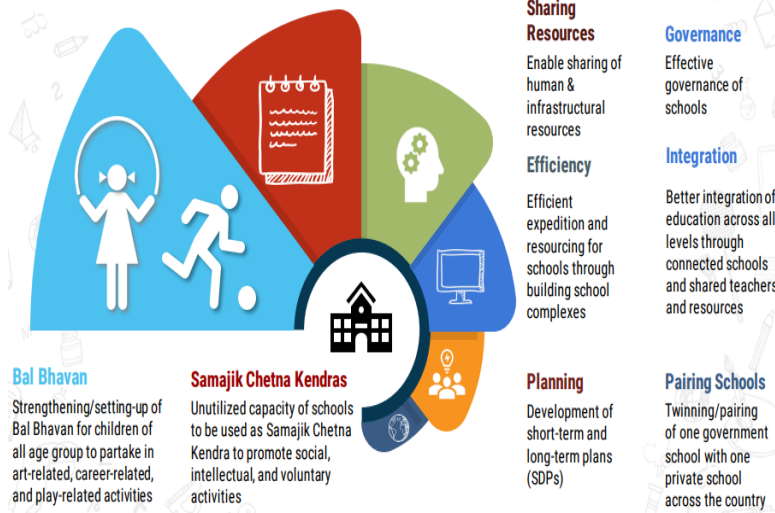 Sharing
Resources
Enable sharing of
human &
infrastructural
resources
Governance
Effective
governance of
schools
Efficiency
Efficient
expedition and
resourcing for
schools through
building school
complexes
Integration
Better integration of
education across all
levels through
connected schools
and shared teachers
and resources
Bal Bhavan
Strengthening/setting-up of
Bal Bhavan for children of
all age group to partake in
art-related, career-related,
and play-related activities
Samajik Chetna Kendras
Unutilized capacity of schools
to be used as Samajik Chetna
Kendra to promote social,
intellectual, and voluntary
activities
Planning
Development of
short-term and
long-term plans
(SDPs)
Pairing Schools
Twinning/pairing
of one government
school with one
private school
across the country